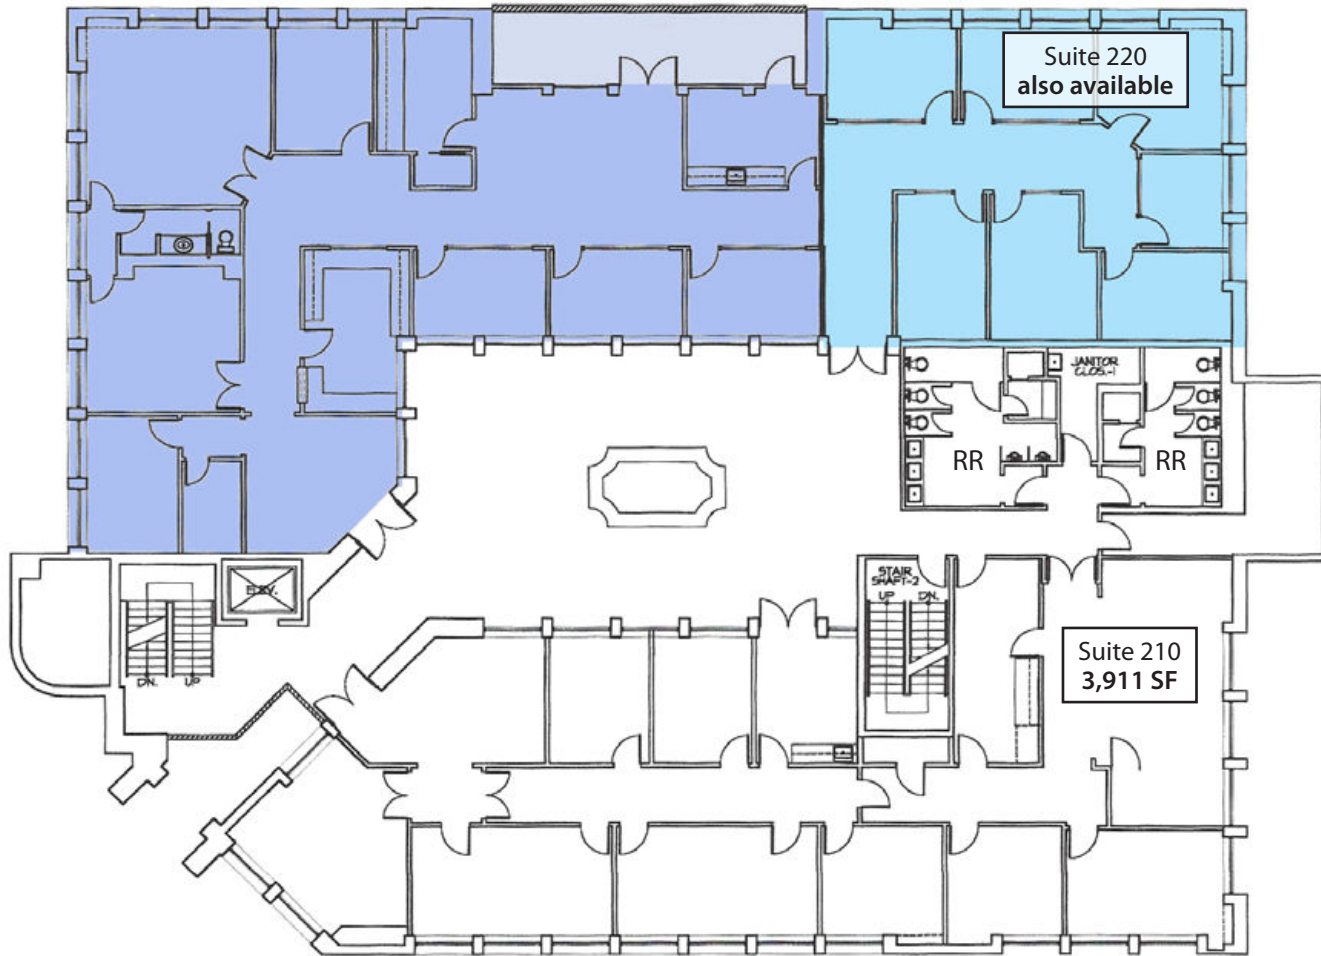 Suite 220
also available
JANITOR
CLOS.-1
RR
RR
STAIR
SHAFT-2
UP
DN.
ELEV.
DN.
UP
Suite 210
3,911 SF